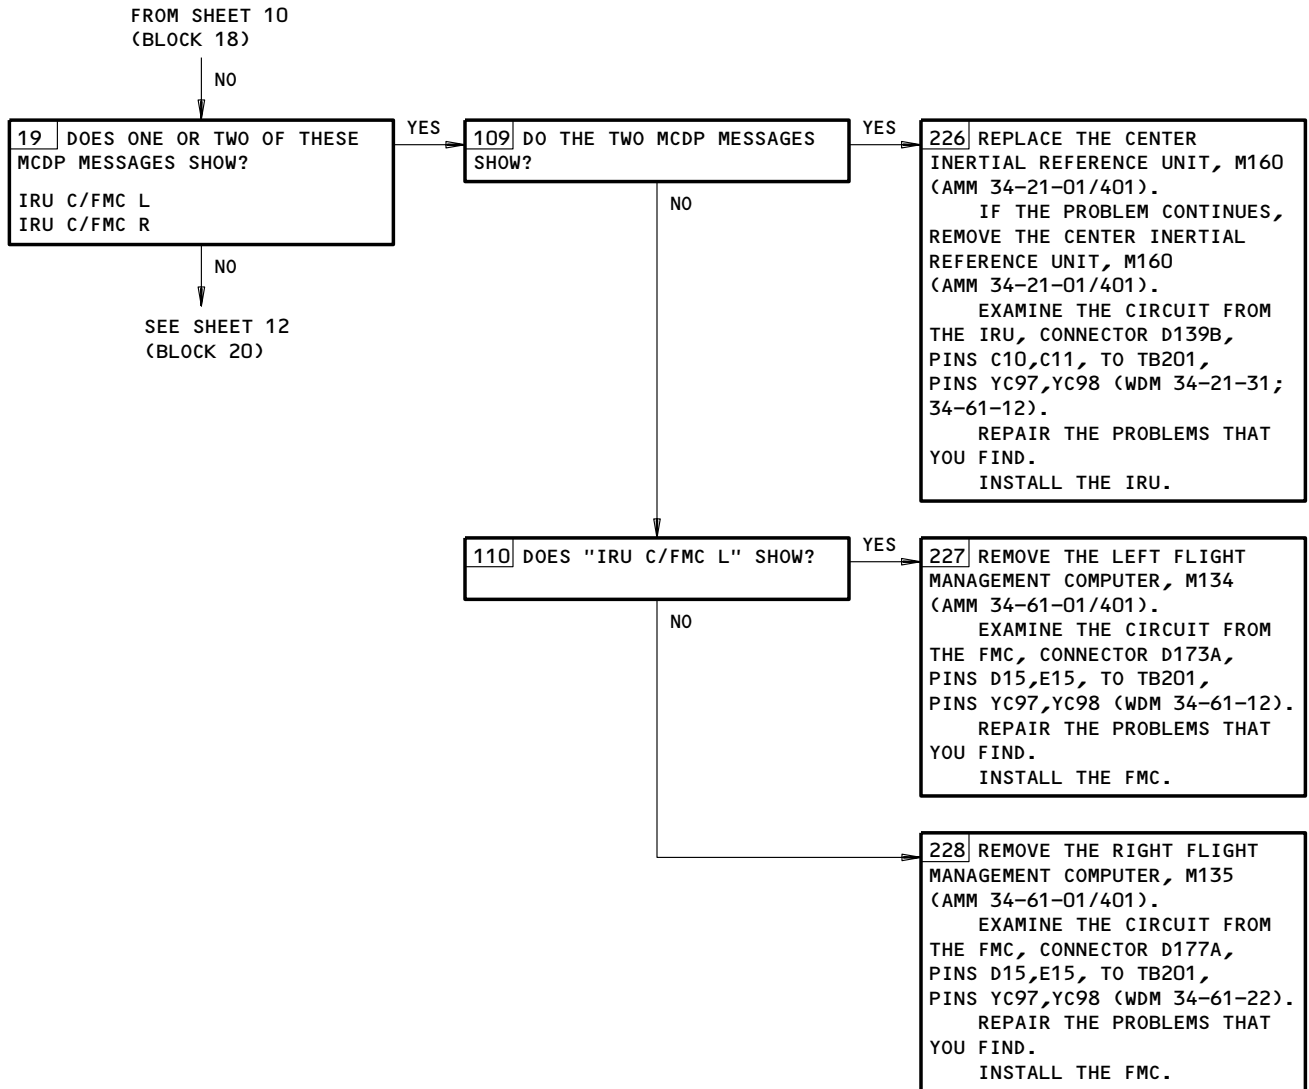 FROM SHEET 10
(BLOCK 18)
NO
19 DOES ONE OR TWO OF THESE
MCDP MESSAGES SHOW?
IRU C/FMC L
IRU C/FMC R
YES
NO
SEE SHEET 12
(BLOCK 20)
109 DO THE TWO MCDP MESSAGES
SHOW?
YES
NO
226 REPLACE THE CENTER
INERTIAL REFERENCE UNIT, M160
(AMM 34-21-01/401).
IF THE PROBLEM CONTINUES,
REMOVE THE CENTER INERTIAL
REFERENCE UNIT, M160
(AMM 34-21-01/401).
EXAMINE THE CIRCUIT FROM
THE IRU, CONNECTOR D139B,
PINS C10,C11, TO TB201,
PINS YC97,YC98 (WDM 34-21-31;
34-61-12).
REPAIR THE PROBLEMS THAT
YOU FIND.
INSTALL THE IRU.
110 DOES "IRU C/FMC L" SHOW?
YES
NO
227 REMOVE THE LEFT FLIGHT
MANAGEMENT COMPUTER, M134
(AMM 34-61-01/401).
EXAMINE THE CIRCUIT FROM
THE FMC, CONNECTOR D173A,
PINS D15,E15, TO TB201,
PINS YC97,YC98 (WDM 34-61-12).
REPAIR THE PROBLEMS THAT
YOU FIND.
INSTALL THE FMC.
228 REMOVE THE RIGHT FLIGHT
MANAGEMENT COMPUTER, M135
(AMM 34-61-01/401).
EXAMINE THE CIRCUIT FROM
THE FMC, CONNECTOR D177A,
PINS D15,E15, TO TB201,
PINS YC97,YC98 (WDM 34-61-22).
REPAIR THE PROBLEMS THAT
YOU FIND.
INSTALL THE FMC.